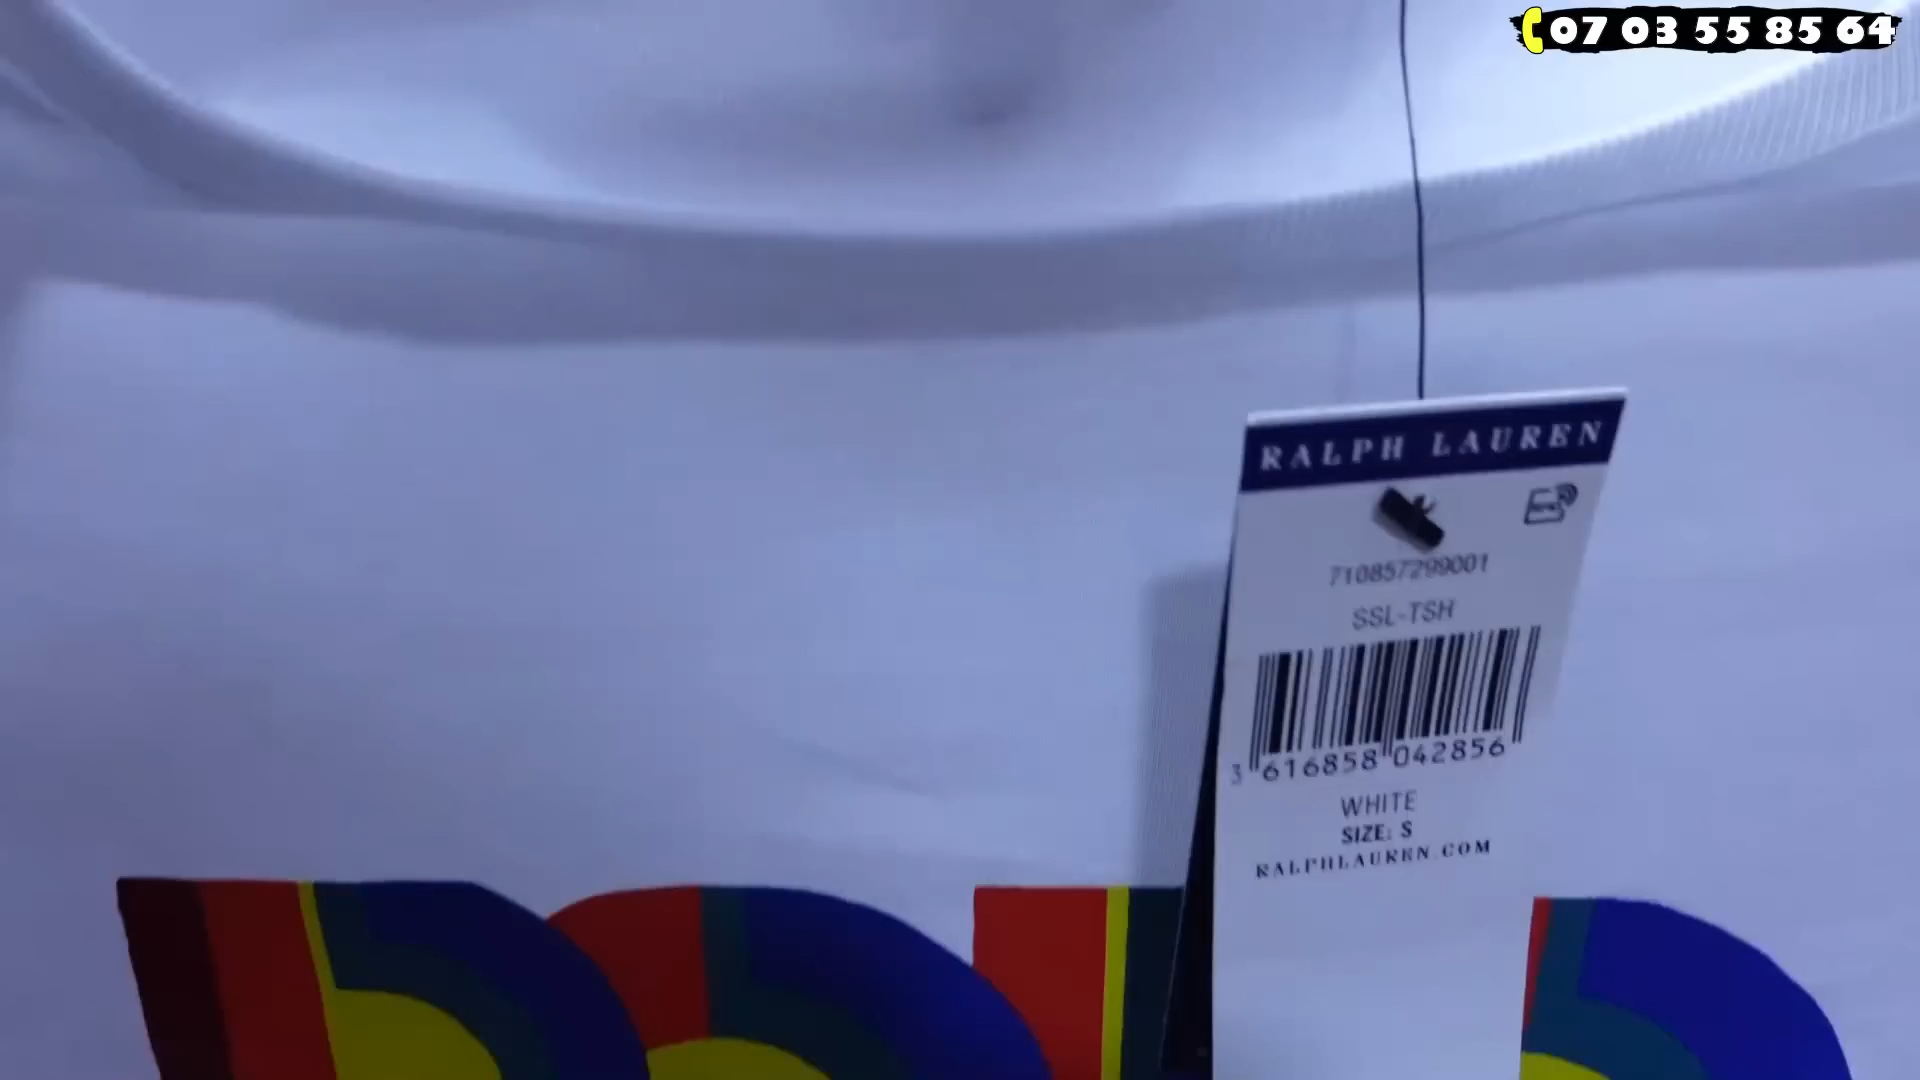 07 03 55 85 64
RALPH LAUREN
710857299001
SSL-TSH
3 616858 042856
WHITE
SIZE: S
RALPHLAUREN.COM